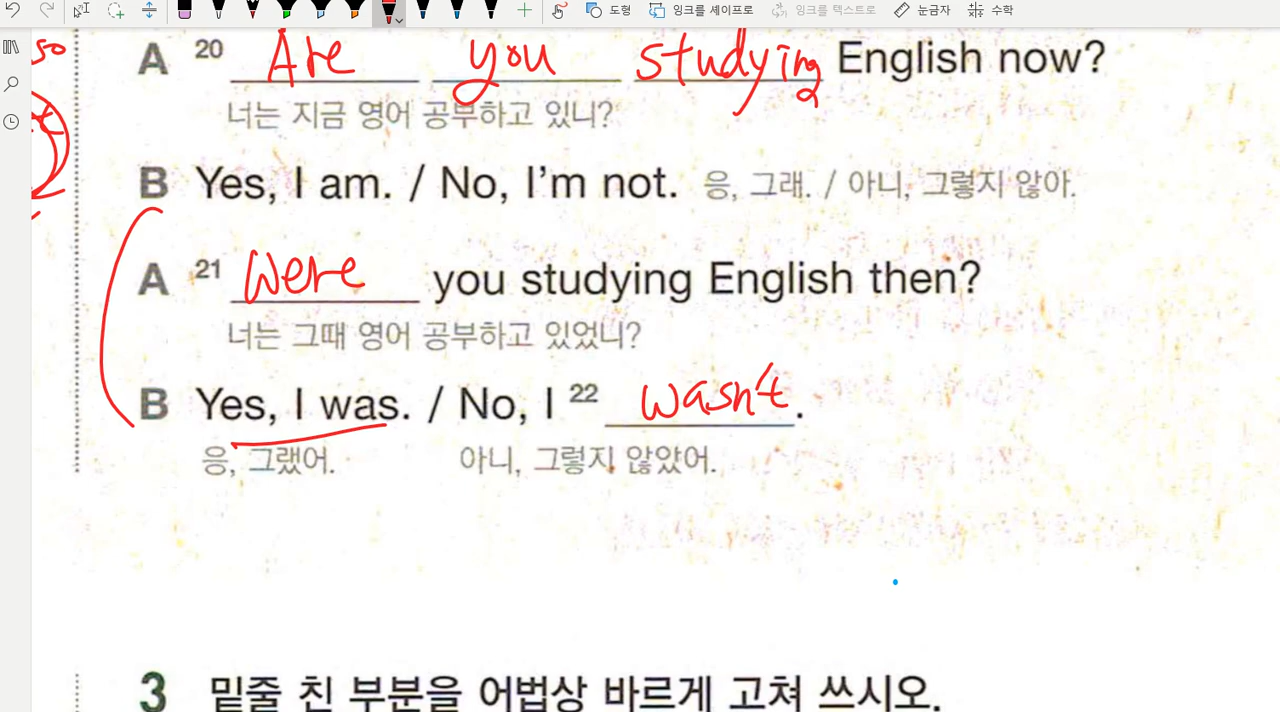 도형 잉크를 셰이프로 잉크를 텍스트로 눈금자 수학
so
A 20 Are you studying English now?
너는 지금 영어 공부하고 있니?
B Yes, I am. / No, I'm not. 응, 그래. / 아니, 그렇지 않아.
A 21 Were you studying English then?
너는 그때 영어 공부하고 있었니?
B Yes, I was. / No, I 22 wasn't.
응, 그랬어. 아니, 그렇지 않았어.
3 밑줄 친 부분을 어법상 바르게 고쳐 쓰시오.